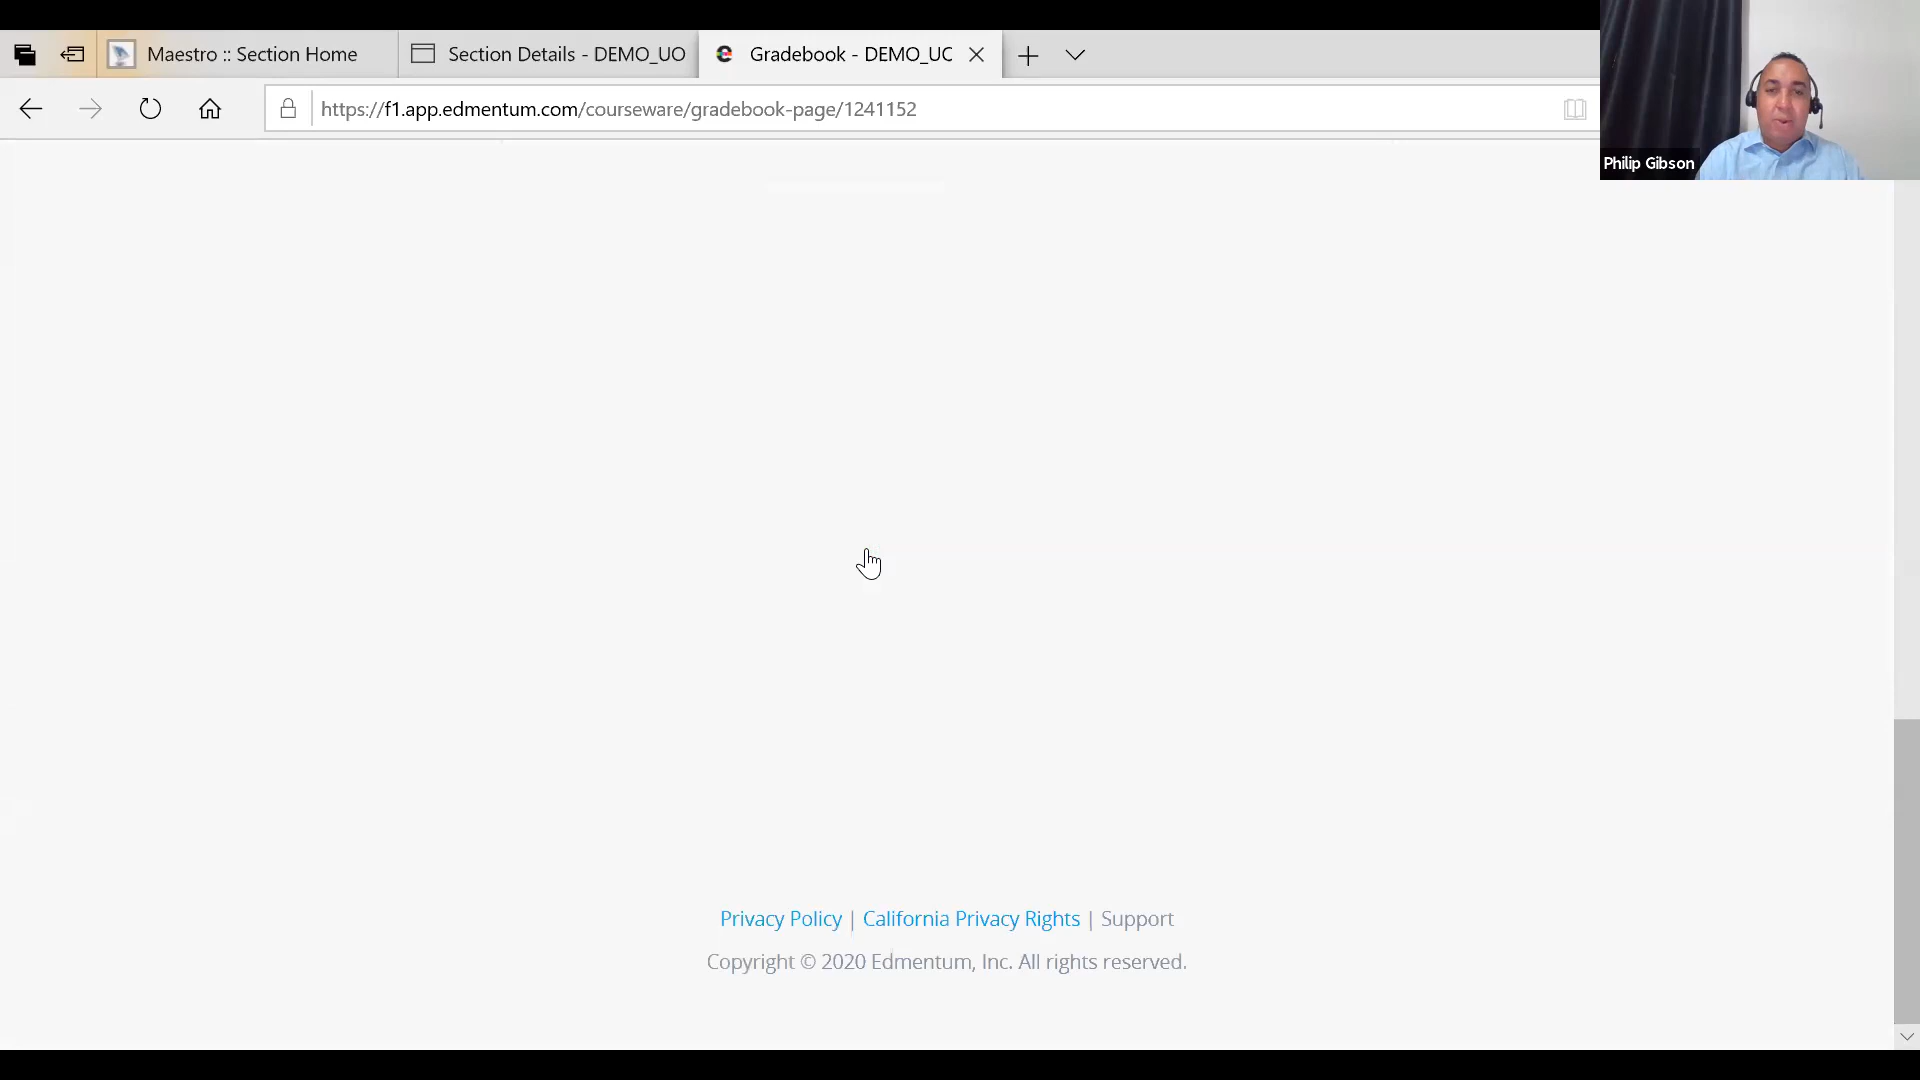 Maestro :: Section Home
Section Details - DEMO_UO
Gradebook - DEMO_UC
https://f1.app.edmentum.com/courseware/gradebook-page/1241152
Philip Gibson
Privacy Policy | California Privacy Rights | Support
Copyright © 2020 Edmentum, Inc. All rights reserved.